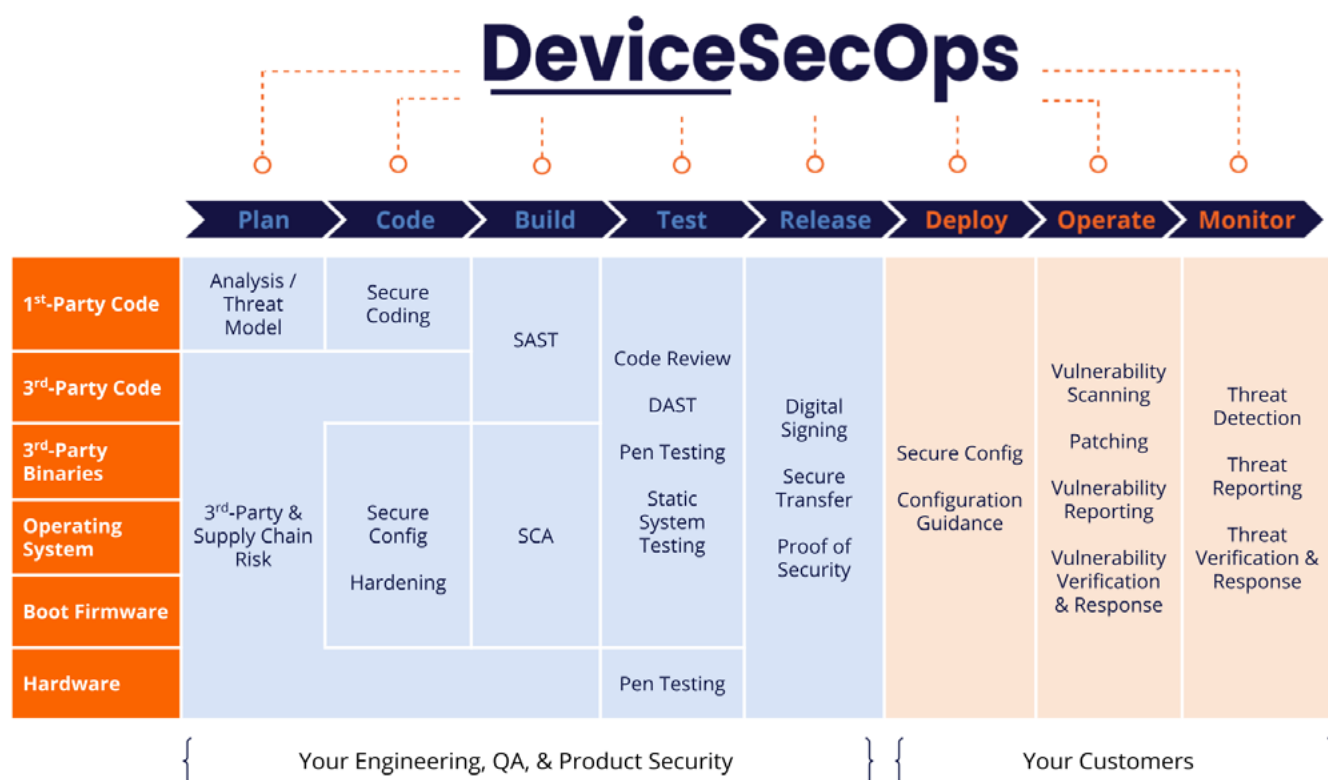 DeviceSecOps
Plan
Code
Build
Test
Release
Deploy
Operate
Monitor
1st-Party Code
Analysis /
Threat
Model
Secure
Coding
SAST
3rd-Party Code
3rd-Party
Binaries
Operating
System
Boot Firmware
Hardware
3rd-Party &
Supply Chain
Risk
Secure
Config
Hardening
SCA
Code Review
DAST
Pen Testing
Static
System
Testing
Pen Testing
Digital
Signing
Secure
Transfer
Proof of
Security
Secure Config
Configuration
Guidance
Vulnerability
Scanning
Patching
Vulnerability
Reporting
Vulnerability
Verification
& Response
Threat
Detection
Threat
Reporting
Threat
Verification &
Response
Your Engineering, QA, & Product Security
Your Customers